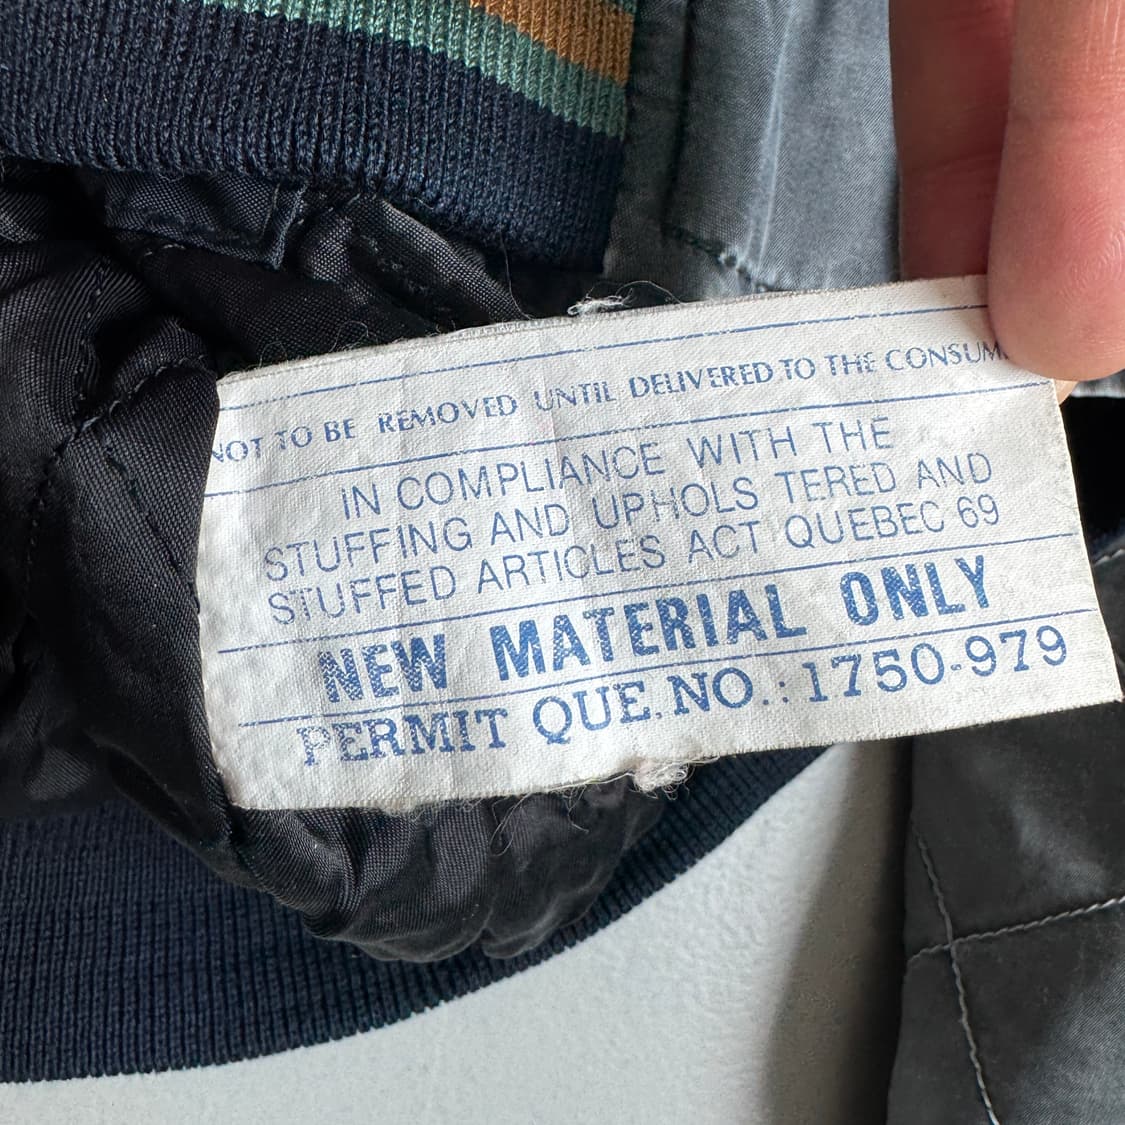 NOT TO BE REMOVED UNTIL DELIVERED TO THE CONSUM
IN COMPLIANCE WITH THE
STUFFING AND UPHOLS TERED AND
STUFFED ARTICLES ACT QUEBEC 69
NEW MATERIAL ONLY
PERMIT QUE. NO.: 1750-979